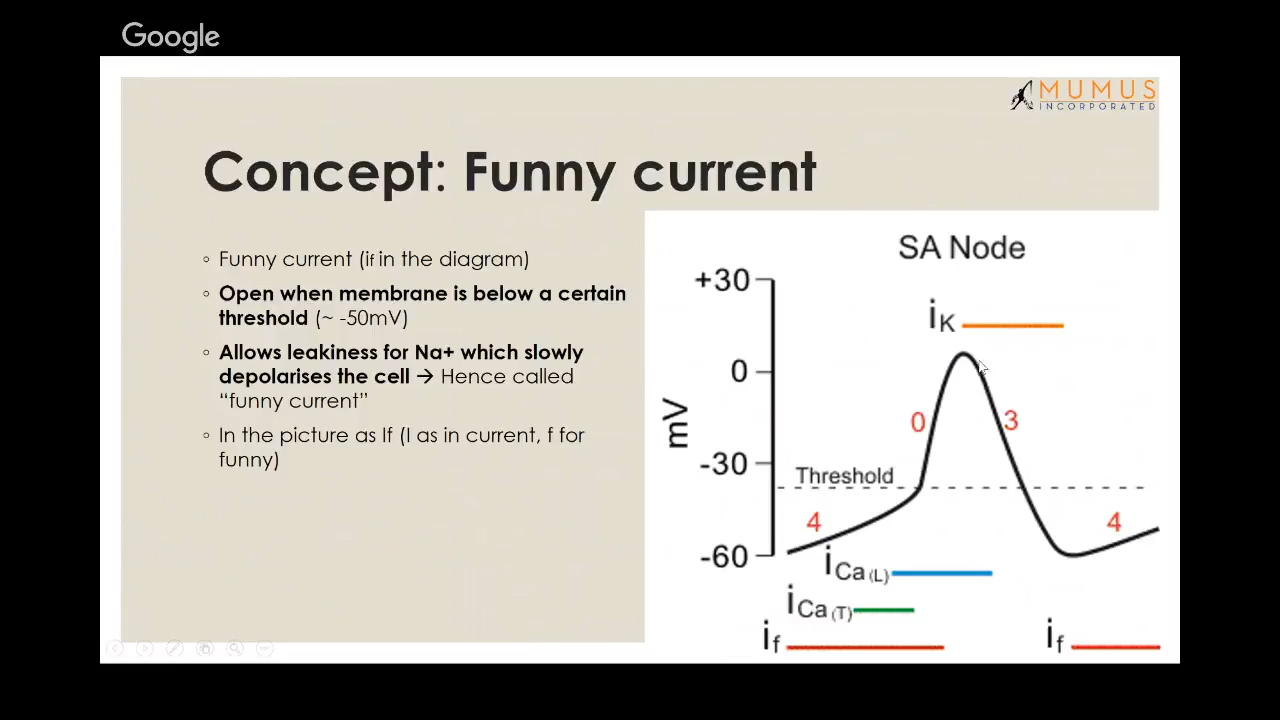 Google
MUMUS
INCORPORATED
Concept: Funny current
◦ Funny current (if in the diagram)
◦ Open when membrane is below a certain
threshold (~ -50mV)
◦ Allows leakiness for Na+ which slowly
depolarises the cell → Hence called
“funny current”
◦ In the picture as If (I as in current, f for
funny)
SA Node
+30
iK
0
mV
0
3
-30
Threshold
4
4
-60
iCa (L)
iCa (T)
if
if